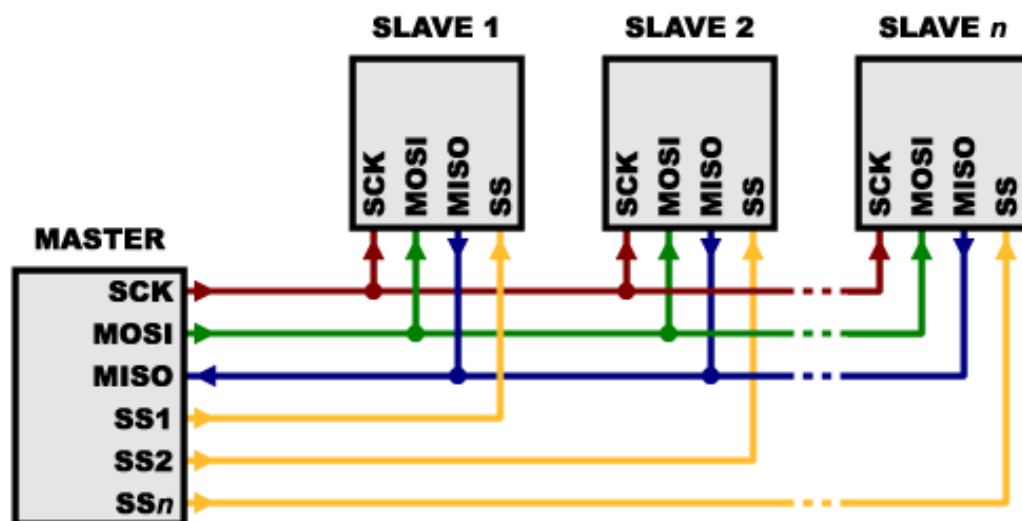 SLAVE 1
SLAVE 2
SLAVE n
SCK
MOSI
MISO
SS
SCK
MOSI
MISO
SS
SCK
MOSI
MISO
SS
MASTER
SCK
MOSI
MISO
SS1
SS2
SSn